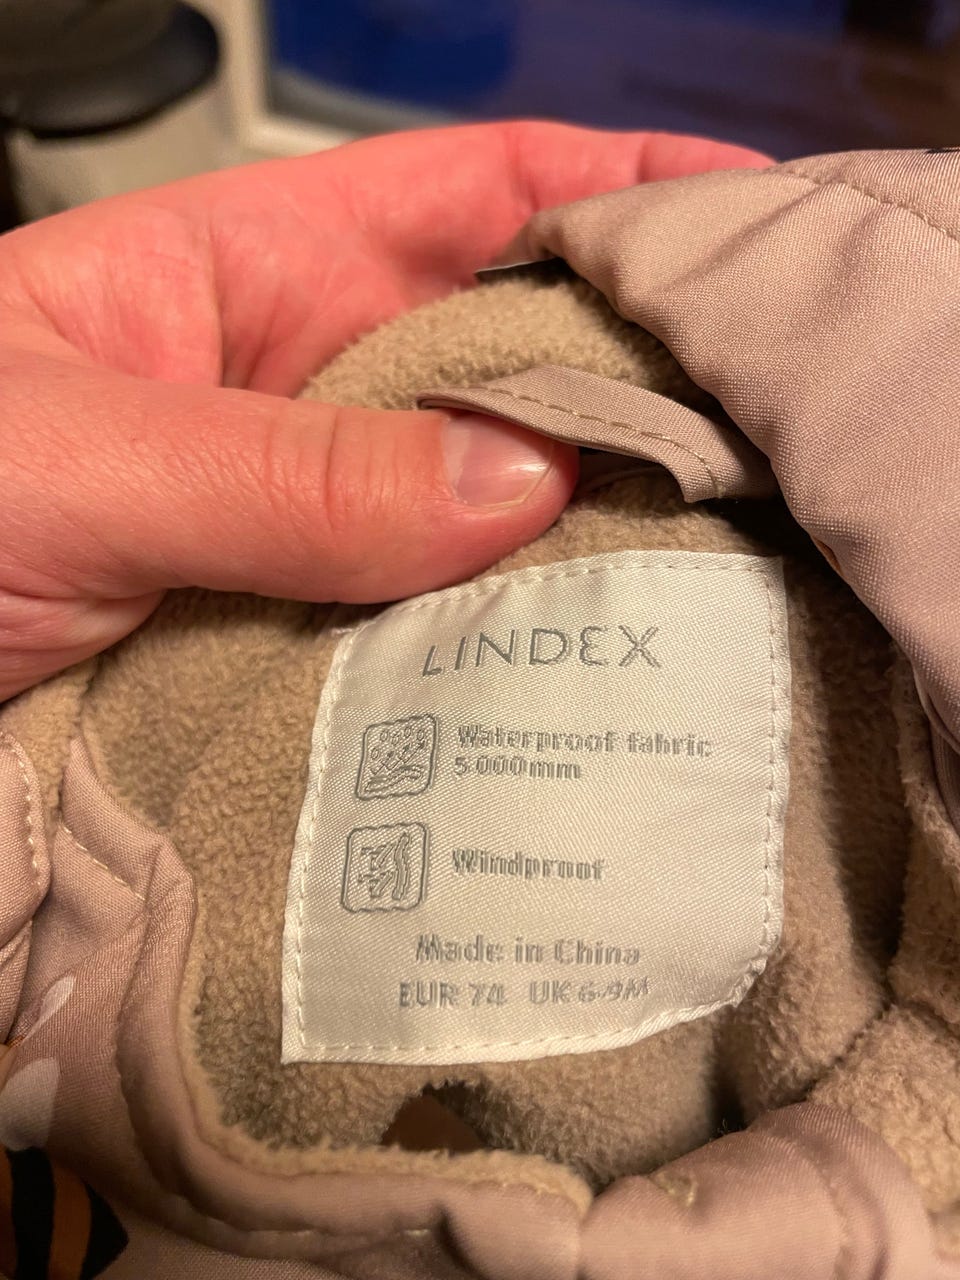 LINDEX
Waterproof fabric
5 000mm
Windproof
Made in China
EUR 74 UK 6-9M